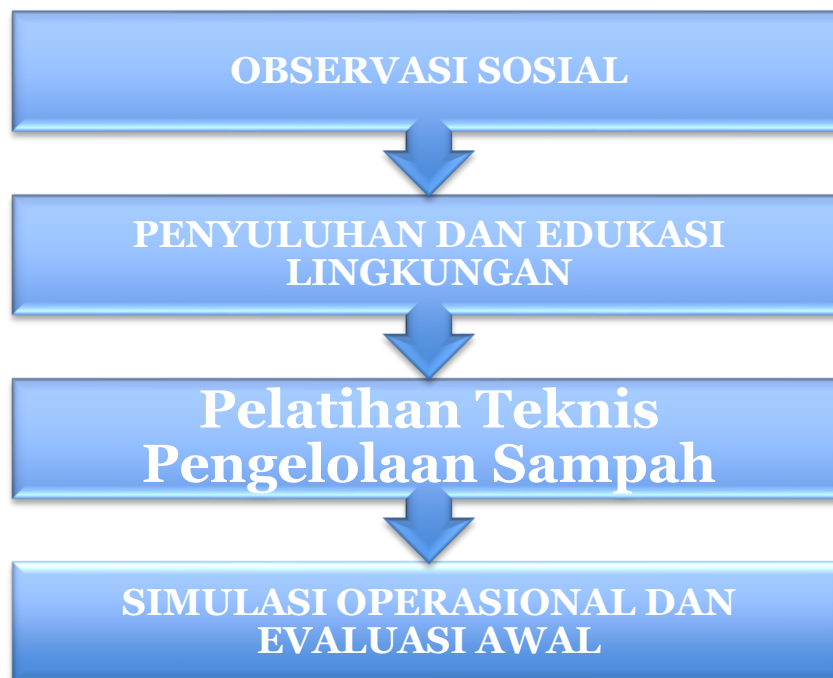 OBSERVASI SOSIAL
PENYULUHAN DAN EDUKASI
LINGKUNGAN
Pelatihan Teknis
Pengelolaan Sampah
SIMULASI OPERASIONAL DAN
EVALUASI AWAL